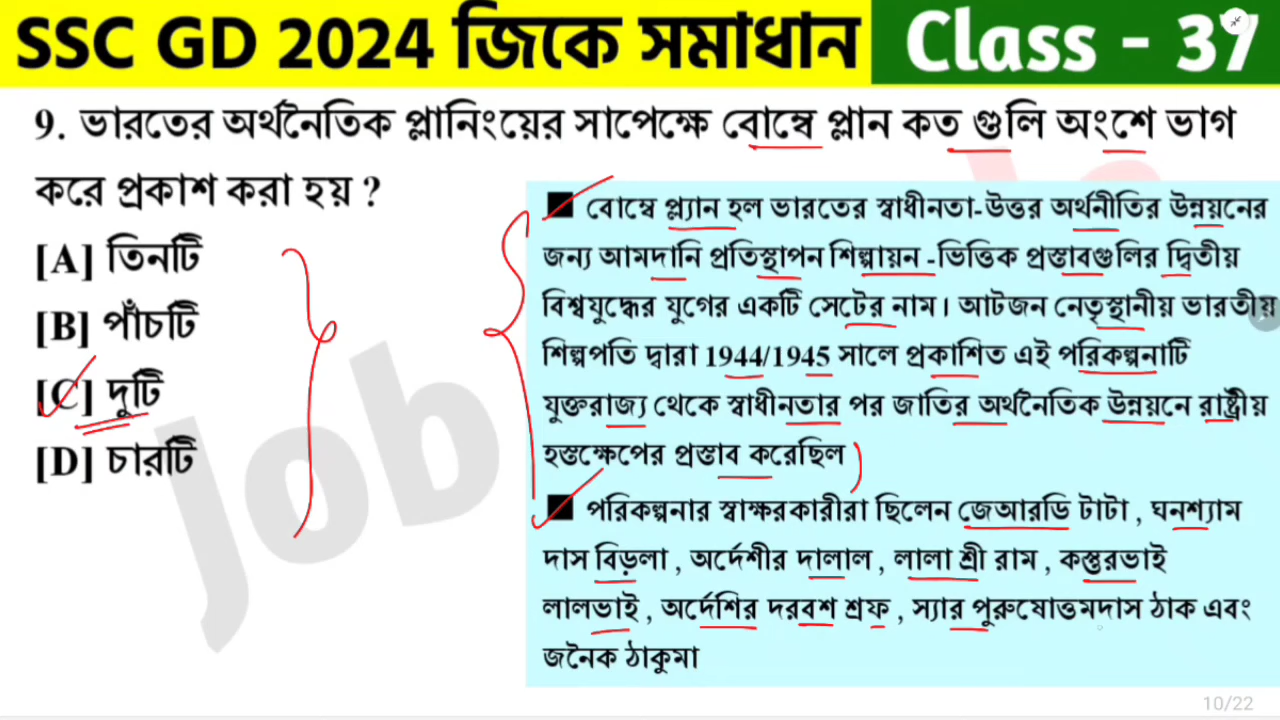 SSC GD 2024 জিকে সমাধান
Class - 37
9. ভারতের অর্থনৈতিক প্লানিংয়ের সাপেক্ষে বোম্বে প্লান কত গুলি অংশে ভাগ
করে প্রকাশ করা হয় ?
[A] তিনটি
[B] পাঁচটি
[C] দুটি
[D] চারটি
■ বোম্বে প্ল্যান হল ভারতের স্বাধীনতা-উত্তর অর্থনীতির উন্নয়নের
জন্য আমদানি প্রতিস্থাপন শিল্পায়ন -ভিত্তিক প্রস্তাবগুলির দ্বিতীয়
বিশ্বযুদ্ধের যুগের একটি সেটের নাম। আটজন নেতৃস্থানীয় ভারতীয়
শিল্পপতি দ্বারা 1944/1945 সালে প্রকাশিত এই পরিকল্পনাটি
যুক্তরাজ্য থেকে স্বাধীনতার পর জাতির অর্থনৈতিক উন্নয়নে রাষ্ট্রীয়
হস্তক্ষেপের প্রস্তাব করেছিল
■ পরিকল্পনার স্বাক্ষরকারীরা ছিলেন জেআরডি টাটা , ঘনশ্যাম
দাস বিড়লা , অর্দেশীর দালাল , লালা শ্রী রাম , কস্তুরভাই
লালভাই , অর্দেশির দরবশ শ্রফ , স্যার পুরুষোত্তমদাস ঠাক এবং
জনৈক ঠাকুমা
Job
10/22